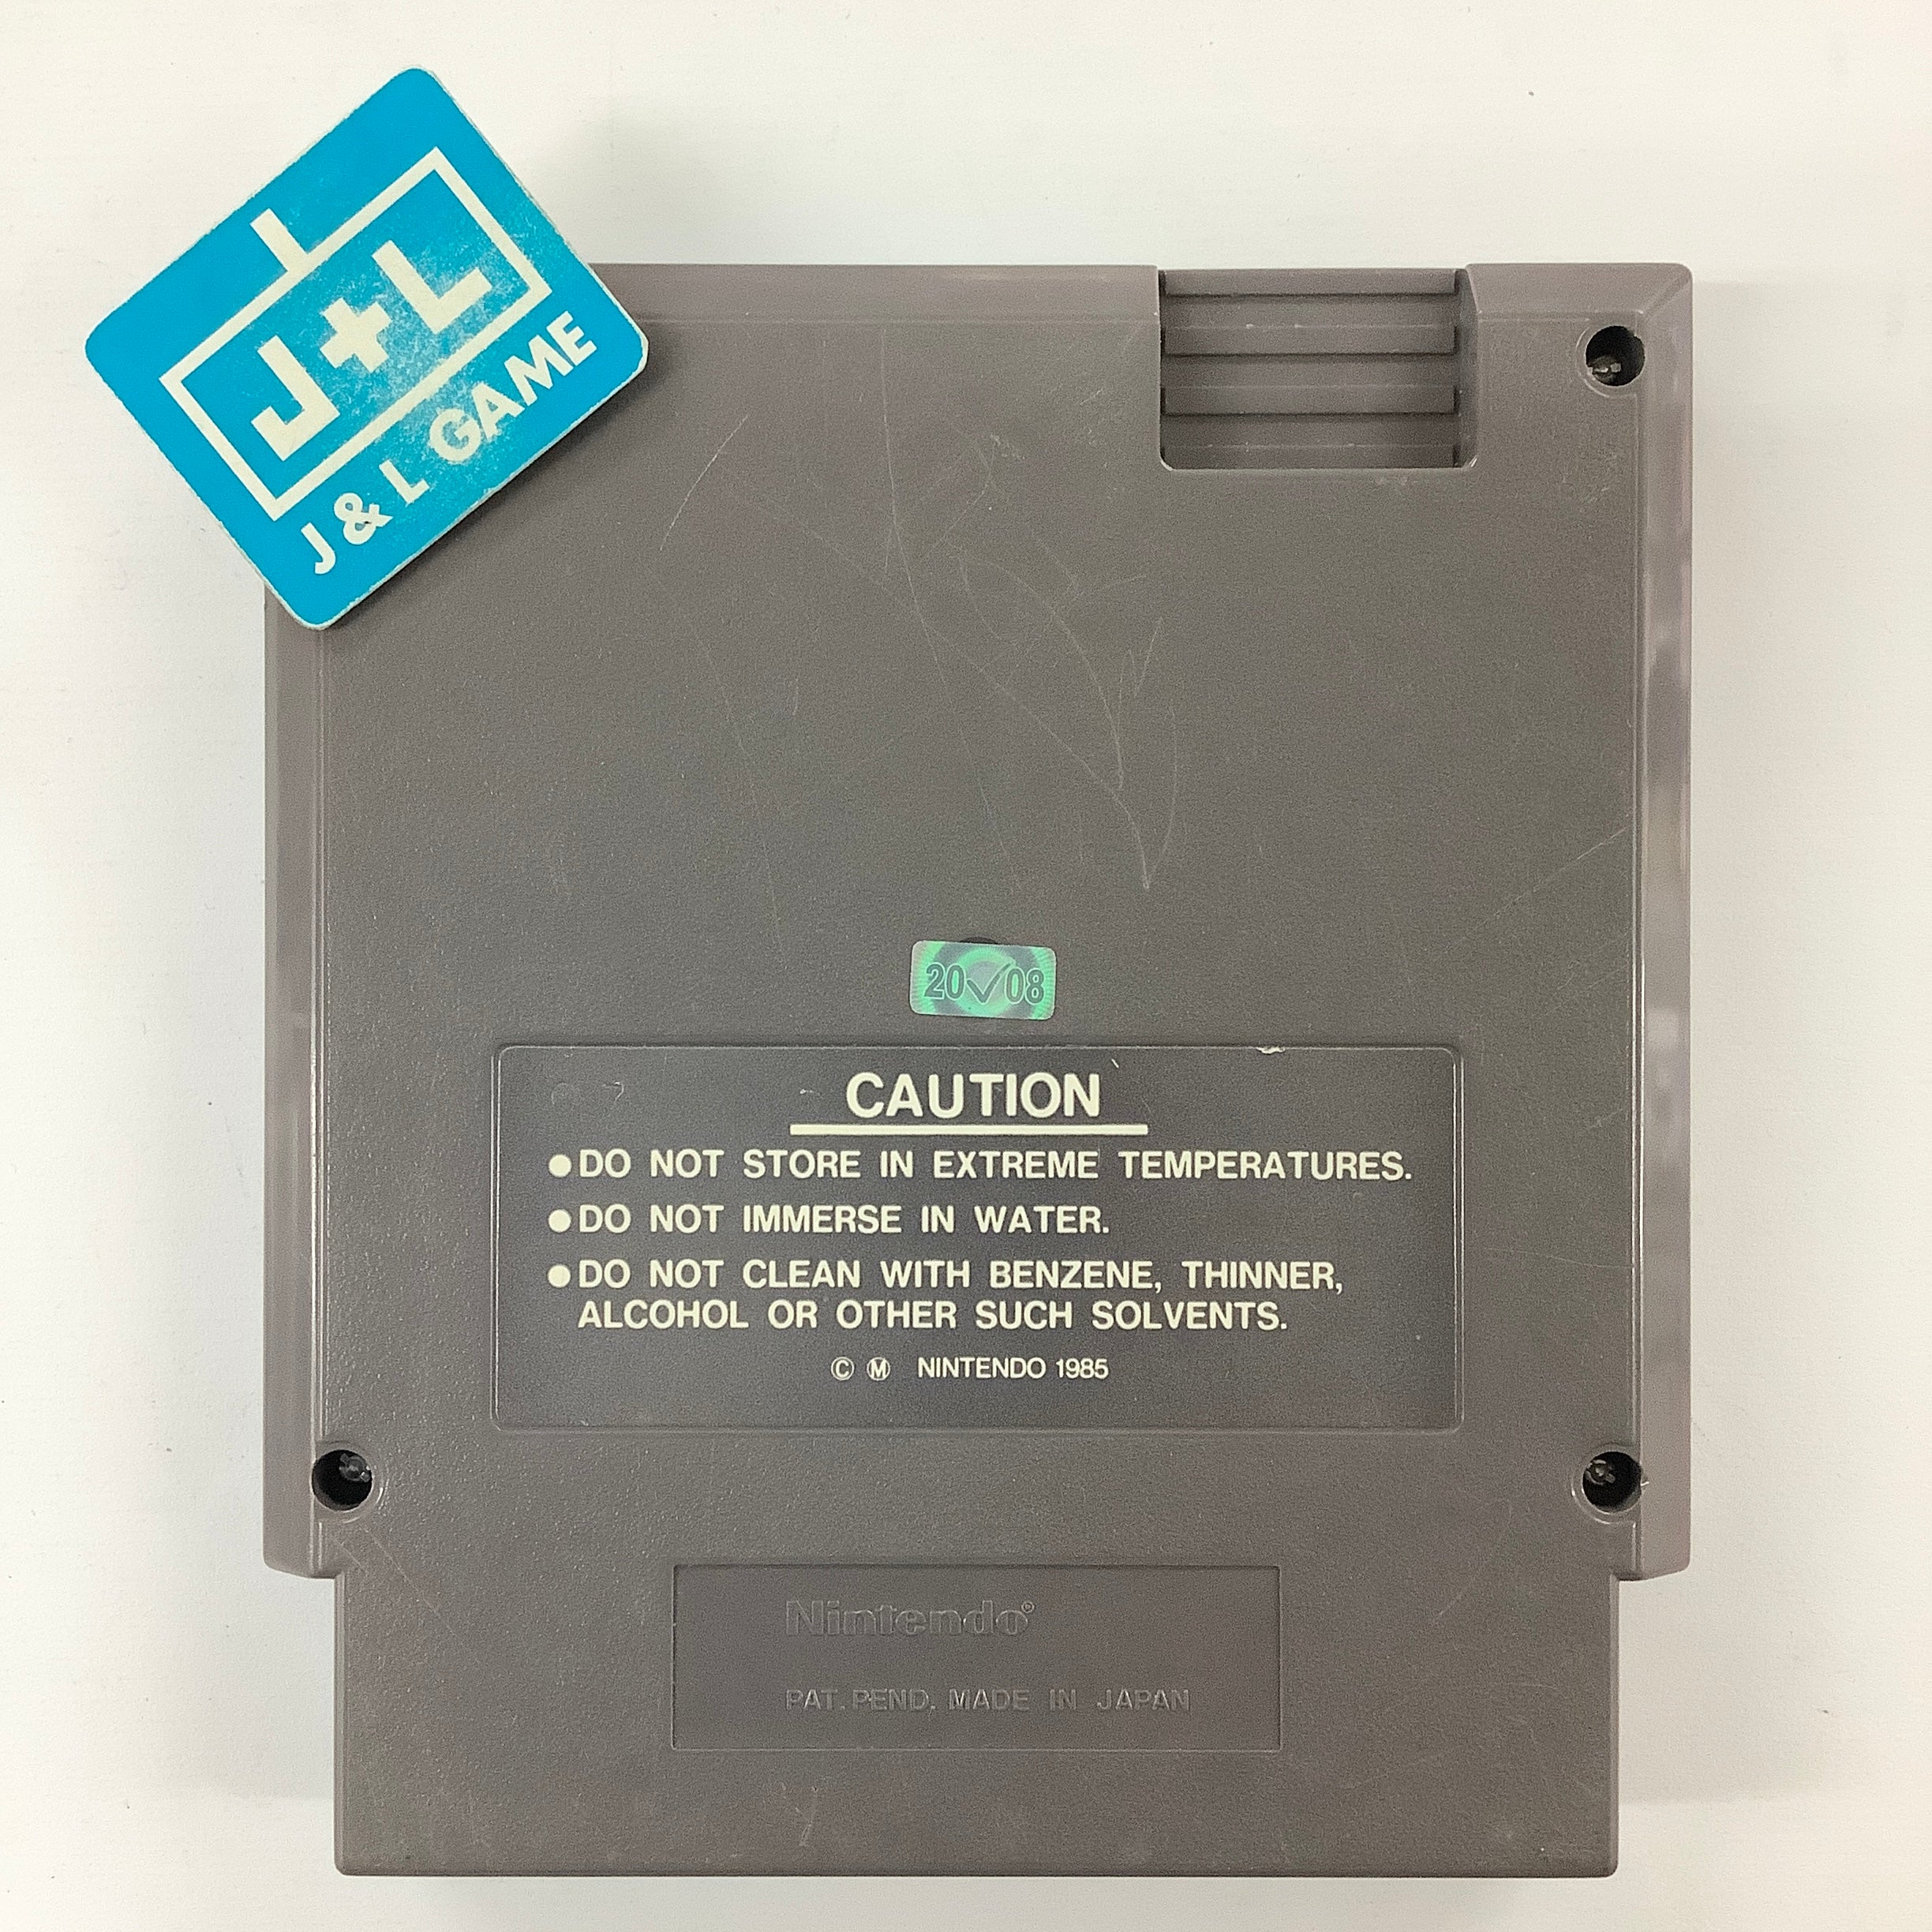 J+L
J & L GAME
20✓08
CAUTION
●DO NOT STORE IN EXTREME TEMPERATURES.
●DO NOT IMMERSE IN WATER.
●DO NOT CLEAN WITH BENZENE, THINNER,
ALCOHOL OR OTHER SUCH SOLVENTS.
© Ⓜ NINTENDO 1985
Nintendo®
PAT. PEND. MADE IN JAPAN